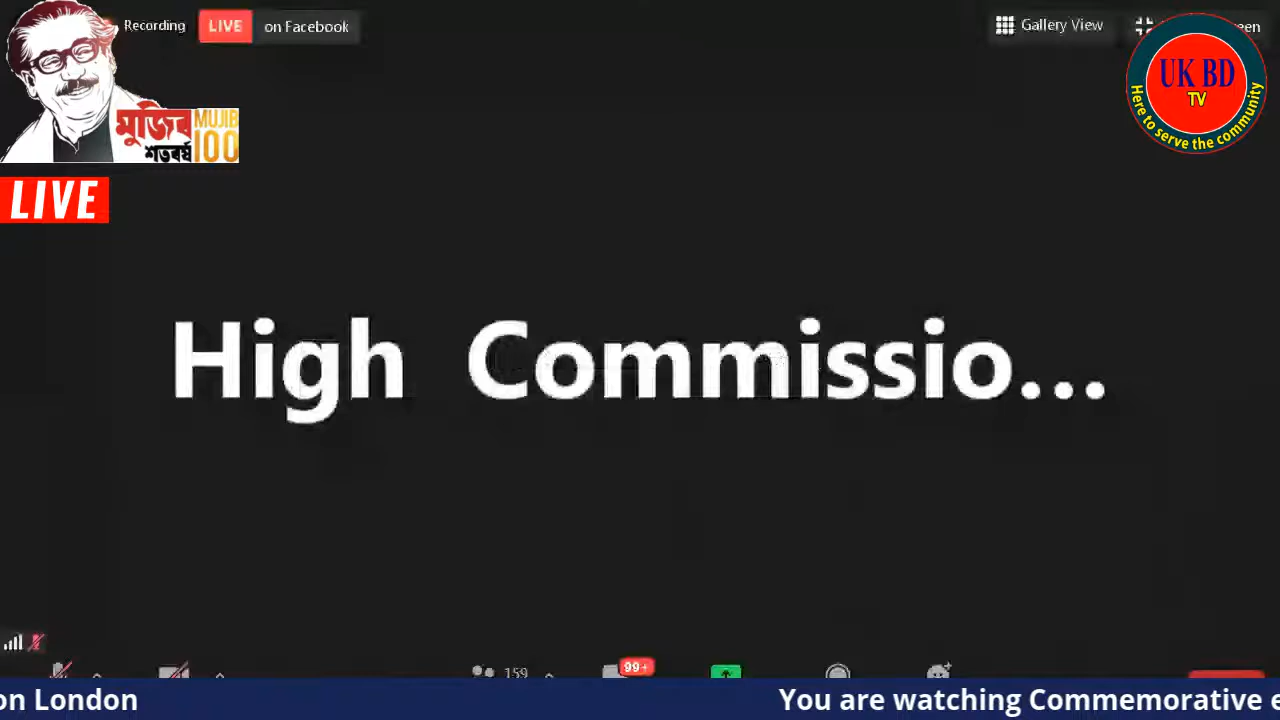 Recording
LIVE
on Facebook
Gallery View
een
UK BD
TV
Here to serve the community
মুজিব
শতবর্ষ
MUJIB
100
LIVE
High Commissio...
159
99+
on London
You are watching Commemorative e